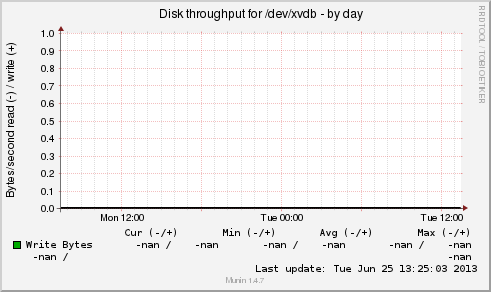 Disk throughput for /dev/xvdb - by day
RRDTOOL / TOBI OETIKER
Bytes/second read (-) / write (+)
1.0
0.9
0.8
0.7
0.6
0.5
0.4
0.3
0.2
0.1
0.0
Mon 12:00 Tue 00:00 Tue 12:00
Cur (-/+) Min (-/+) Avg (-/+) Max (-/+)
Write Bytes -nan / -nan -nan / -nan -nan / -nan
-nan / -nan
Last update: Tue Jun 25 13:25:03 2013
Munin 1.4.7